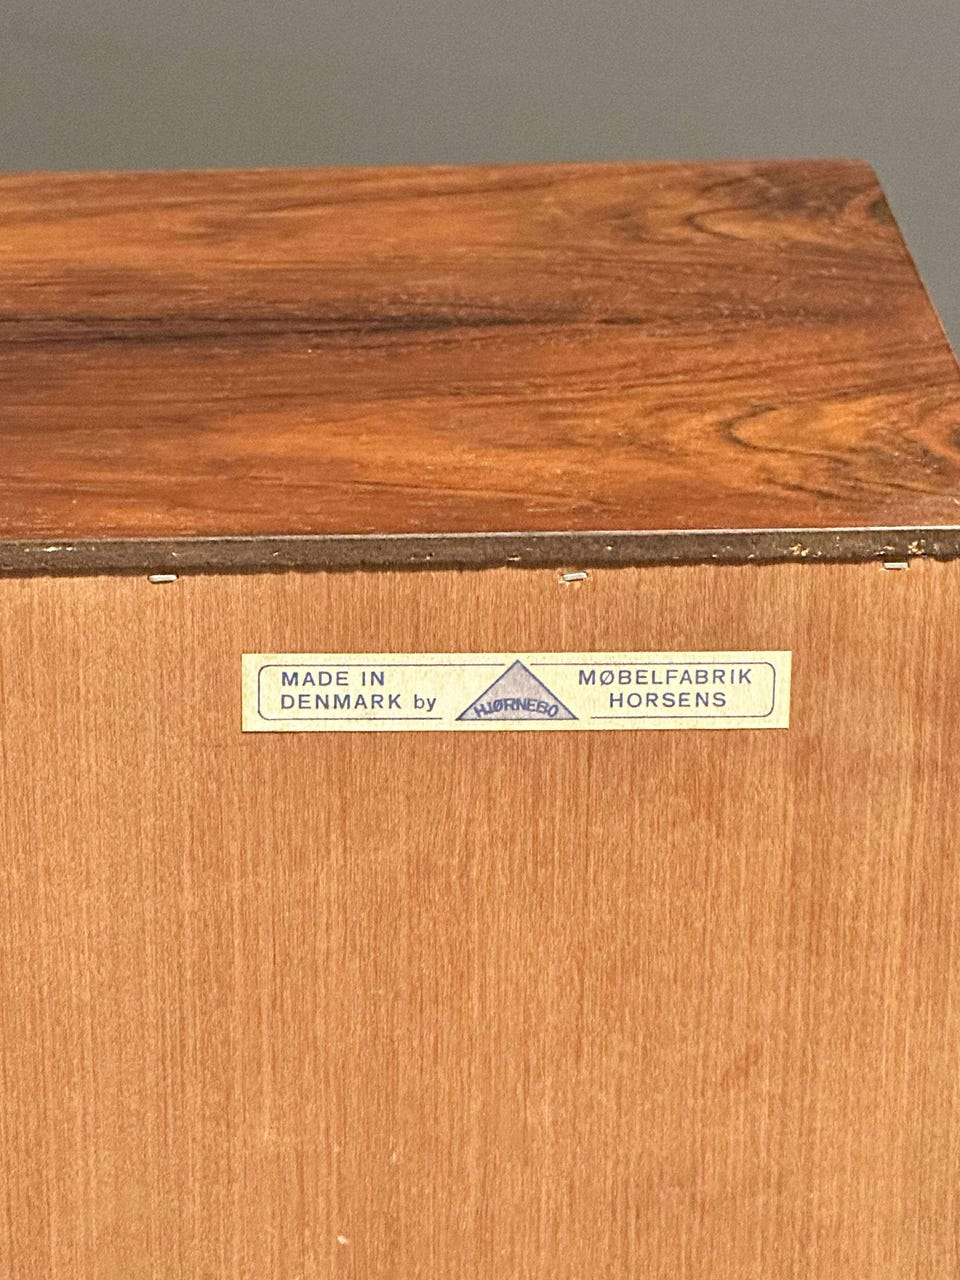 MADE IN
DENMARK by
HJØRNEBO
MØBELFABRIK
HORSENS